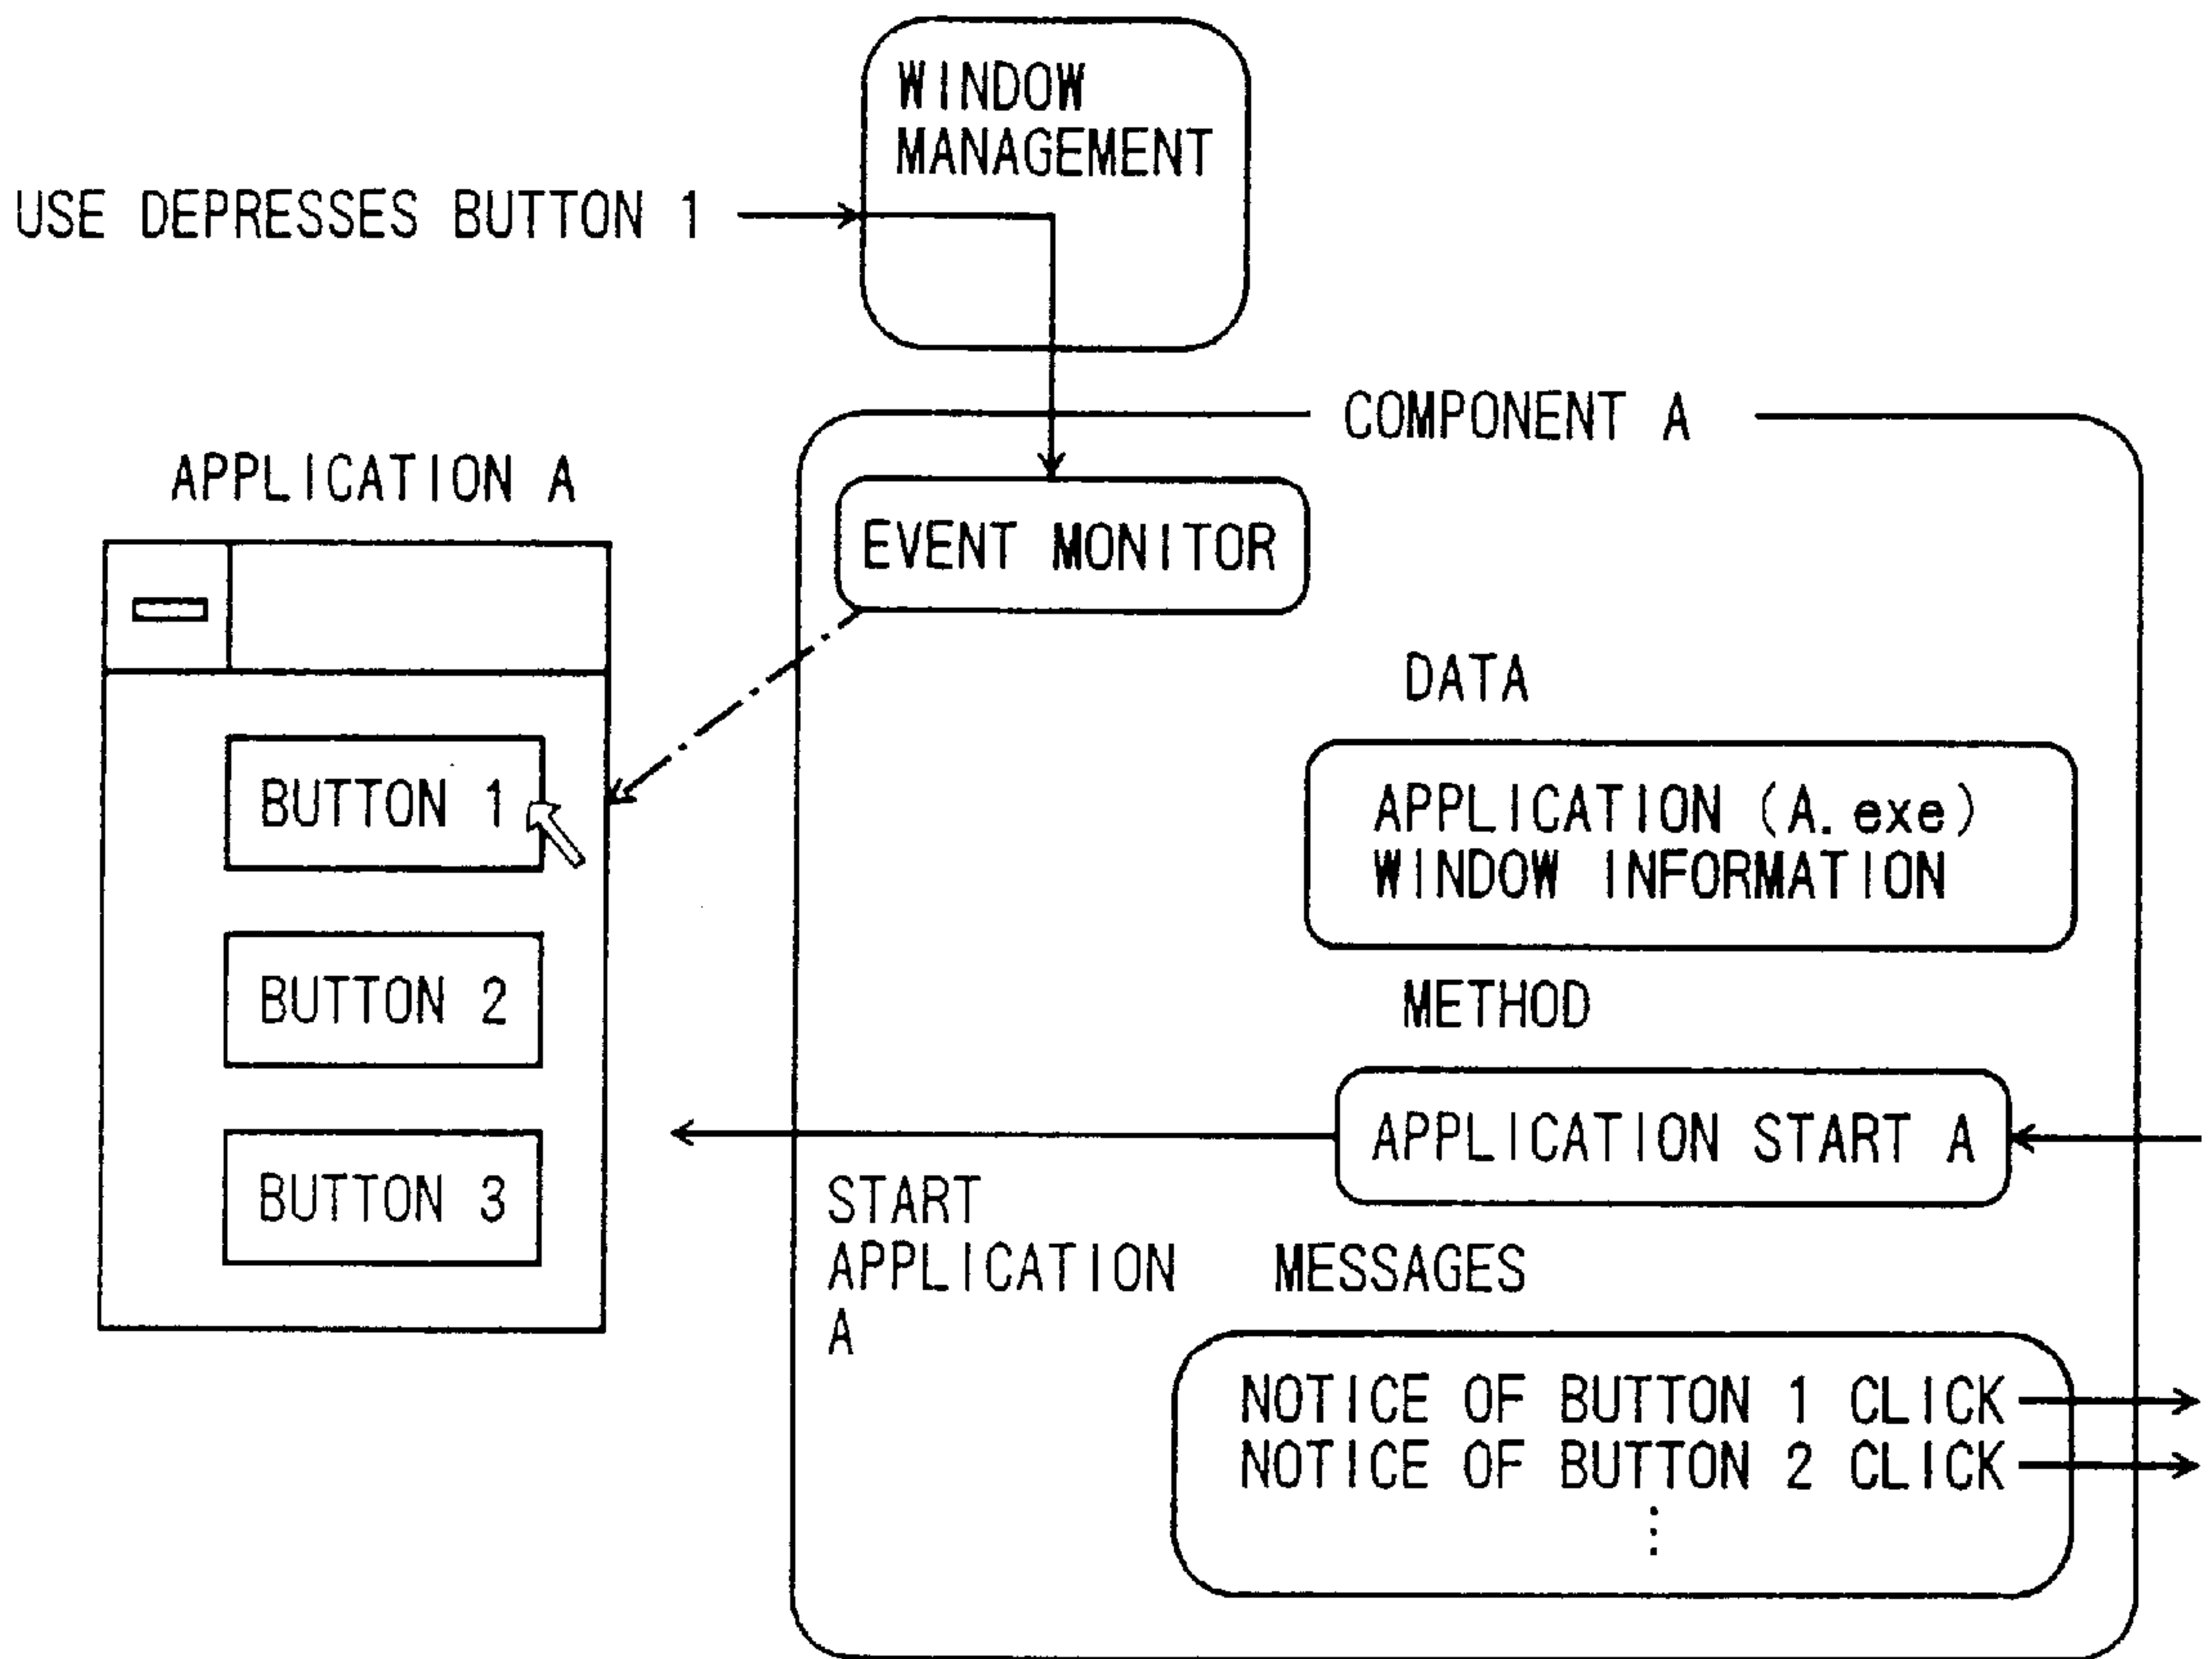 WINDOW
MANAGEMENT
USE DEPRESSES BUTTON 1
COMPONENT A
APPLICATION A
EVENT MONITOR
DATA
BUTTON 1
APPLICATION (A.exe)
WINDOW INFORMATION
BUTTON 2
METHOD
APPLICATION START A
BUTTON 3
START
APPLICATION
A
MESSAGES
NOTICE OF BUTTON 1 CLICK
NOTICE OF BUTTON 2 CLICK